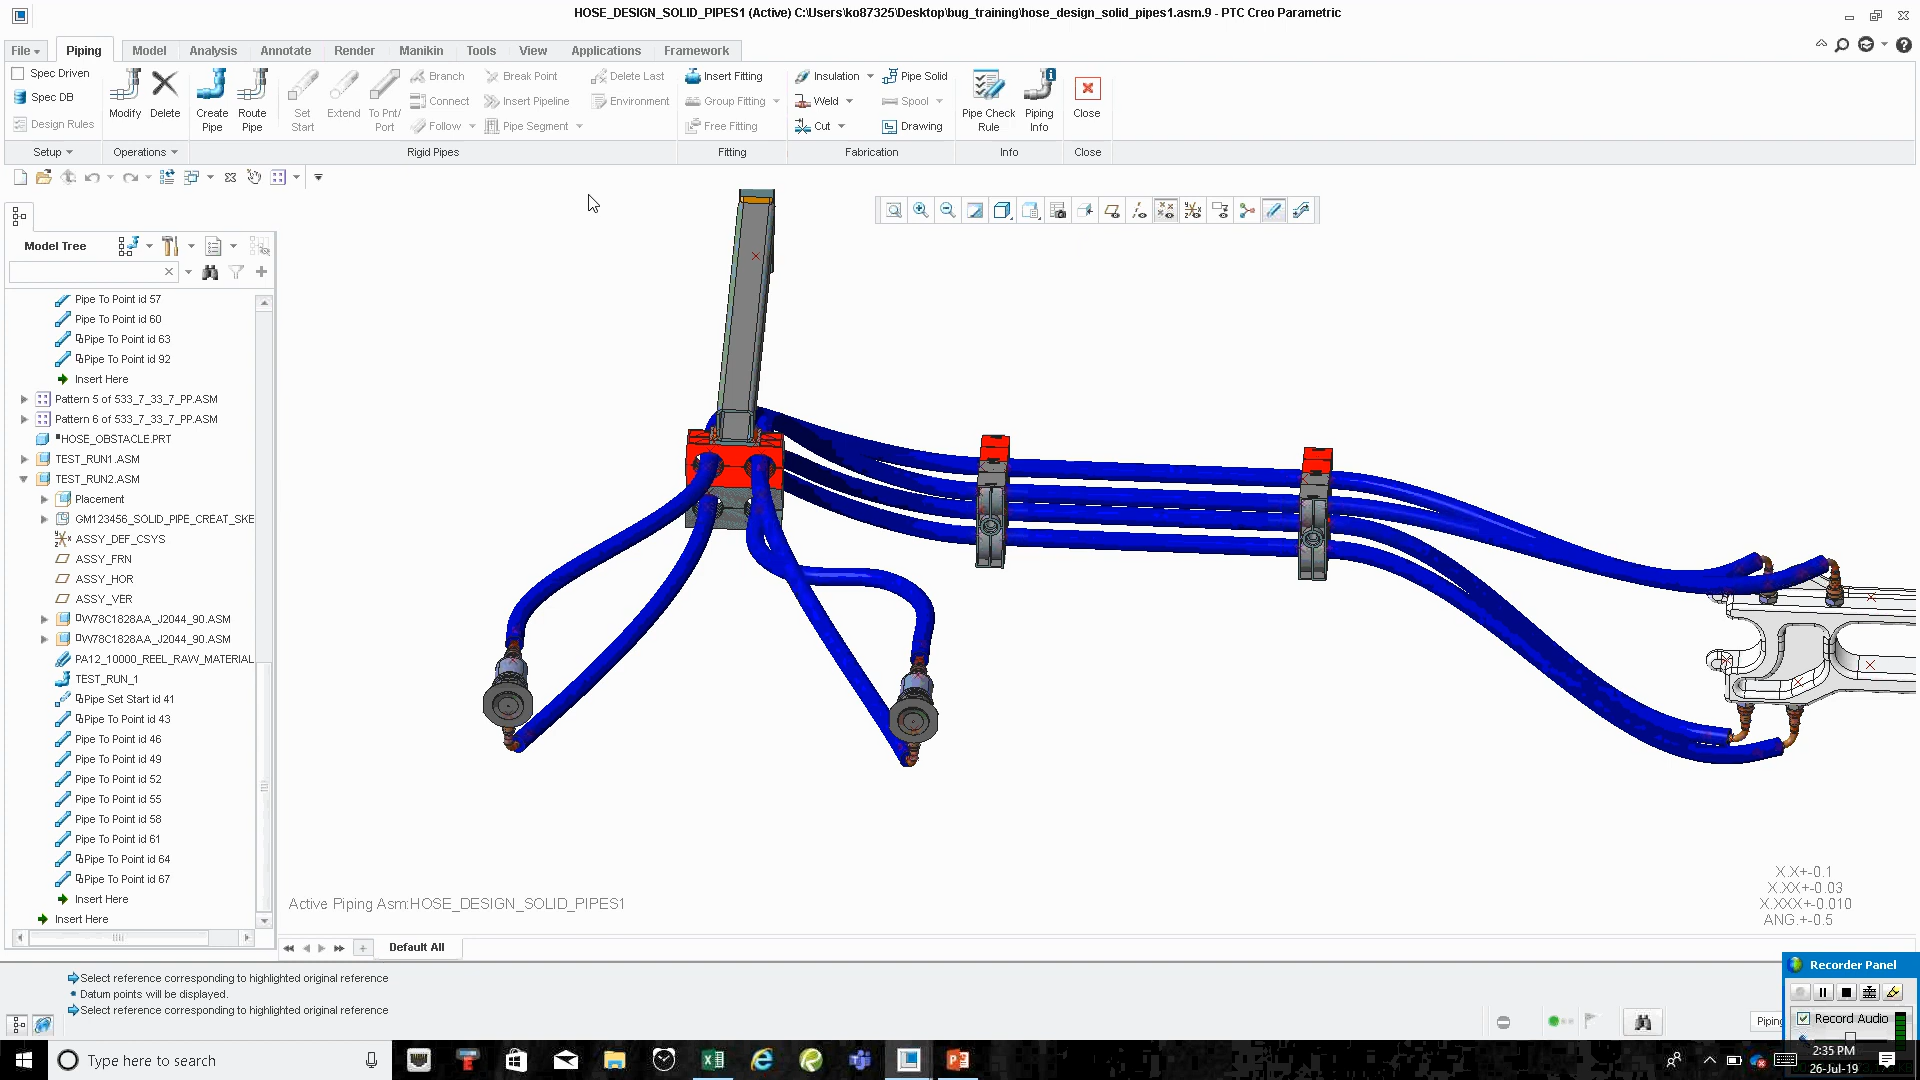 HOSE_DESIGN_SOLID_PIPES1 (Active) C:\Users\ko87325\Desktop\bug_training\hose_design_solid_pipes1.asm.9 - PTC Creo Parametric
File
Piping
Model
Analysis
Annotate
Render
Manikin
Tools
View
Applications
Framework
Spec Driven
Spec DB
Design Rules
Modify
Delete
Create Pipe
Route Pipe
Set Start
Extend
To Pnt/ Port
Branch
Connect
Follow
Break Point
Insert Pipeline
Pipe Segment
Delete Last
Environment
Insert Fitting
Group Fitting
Free Fitting
Insulation
Weld
Cut
Pipe Solid
Spool
Drawing
Pipe Check Rule
Piping Info
Close
Setup
Operations
Rigid Pipes
Fitting
Fabrication
Info
Close
Model Tree
Pipe To Point id 57
Pipe To Point id 60
Pipe To Point id 63
Pipe To Point id 92
Insert Here
Pattern 5 of 533_7_33_7_PP.ASM
Pattern 6 of 533_7_33_7_PP.ASM
HOSE_OBSTACLE.PRT
TEST_RUN1.ASM
TEST_RUN2.ASM
Placement
GM123456_SOLID_PIPE_CREAT_SKE
ASSY_DEF_CSYS
ASSY_FRN
ASSY_HOR
ASSY_VER
W78C1828AA_J2044_90.ASM
W78C1828AA_J2044_90.ASM
PA12_10000_REEL_RAW_MATERIAL
TEST_RUN_1
Pipe Set Start id 41
Pipe To Point id 43
Pipe To Point id 46
Pipe To Point id 49
Pipe To Point id 52
Pipe To Point id 55
Pipe To Point id 58
Pipe To Point id 61
Pipe To Point id 64
Pipe To Point id 67
Insert Here
Insert Here
Active Piping Asm:HOSE_DESIGN_SOLID_PIPES1
X.X+-0.1
X.XX+-0.03
X.XXX+-0.010
ANG.+-0.5
Default All
Select reference corresponding to highlighted original reference
Datum points will be displayed.
Select reference corresponding to highlighted original reference
Piping
Recorder Panel
Record Audio
Type here to search
2:35 PM
26-Jul-19